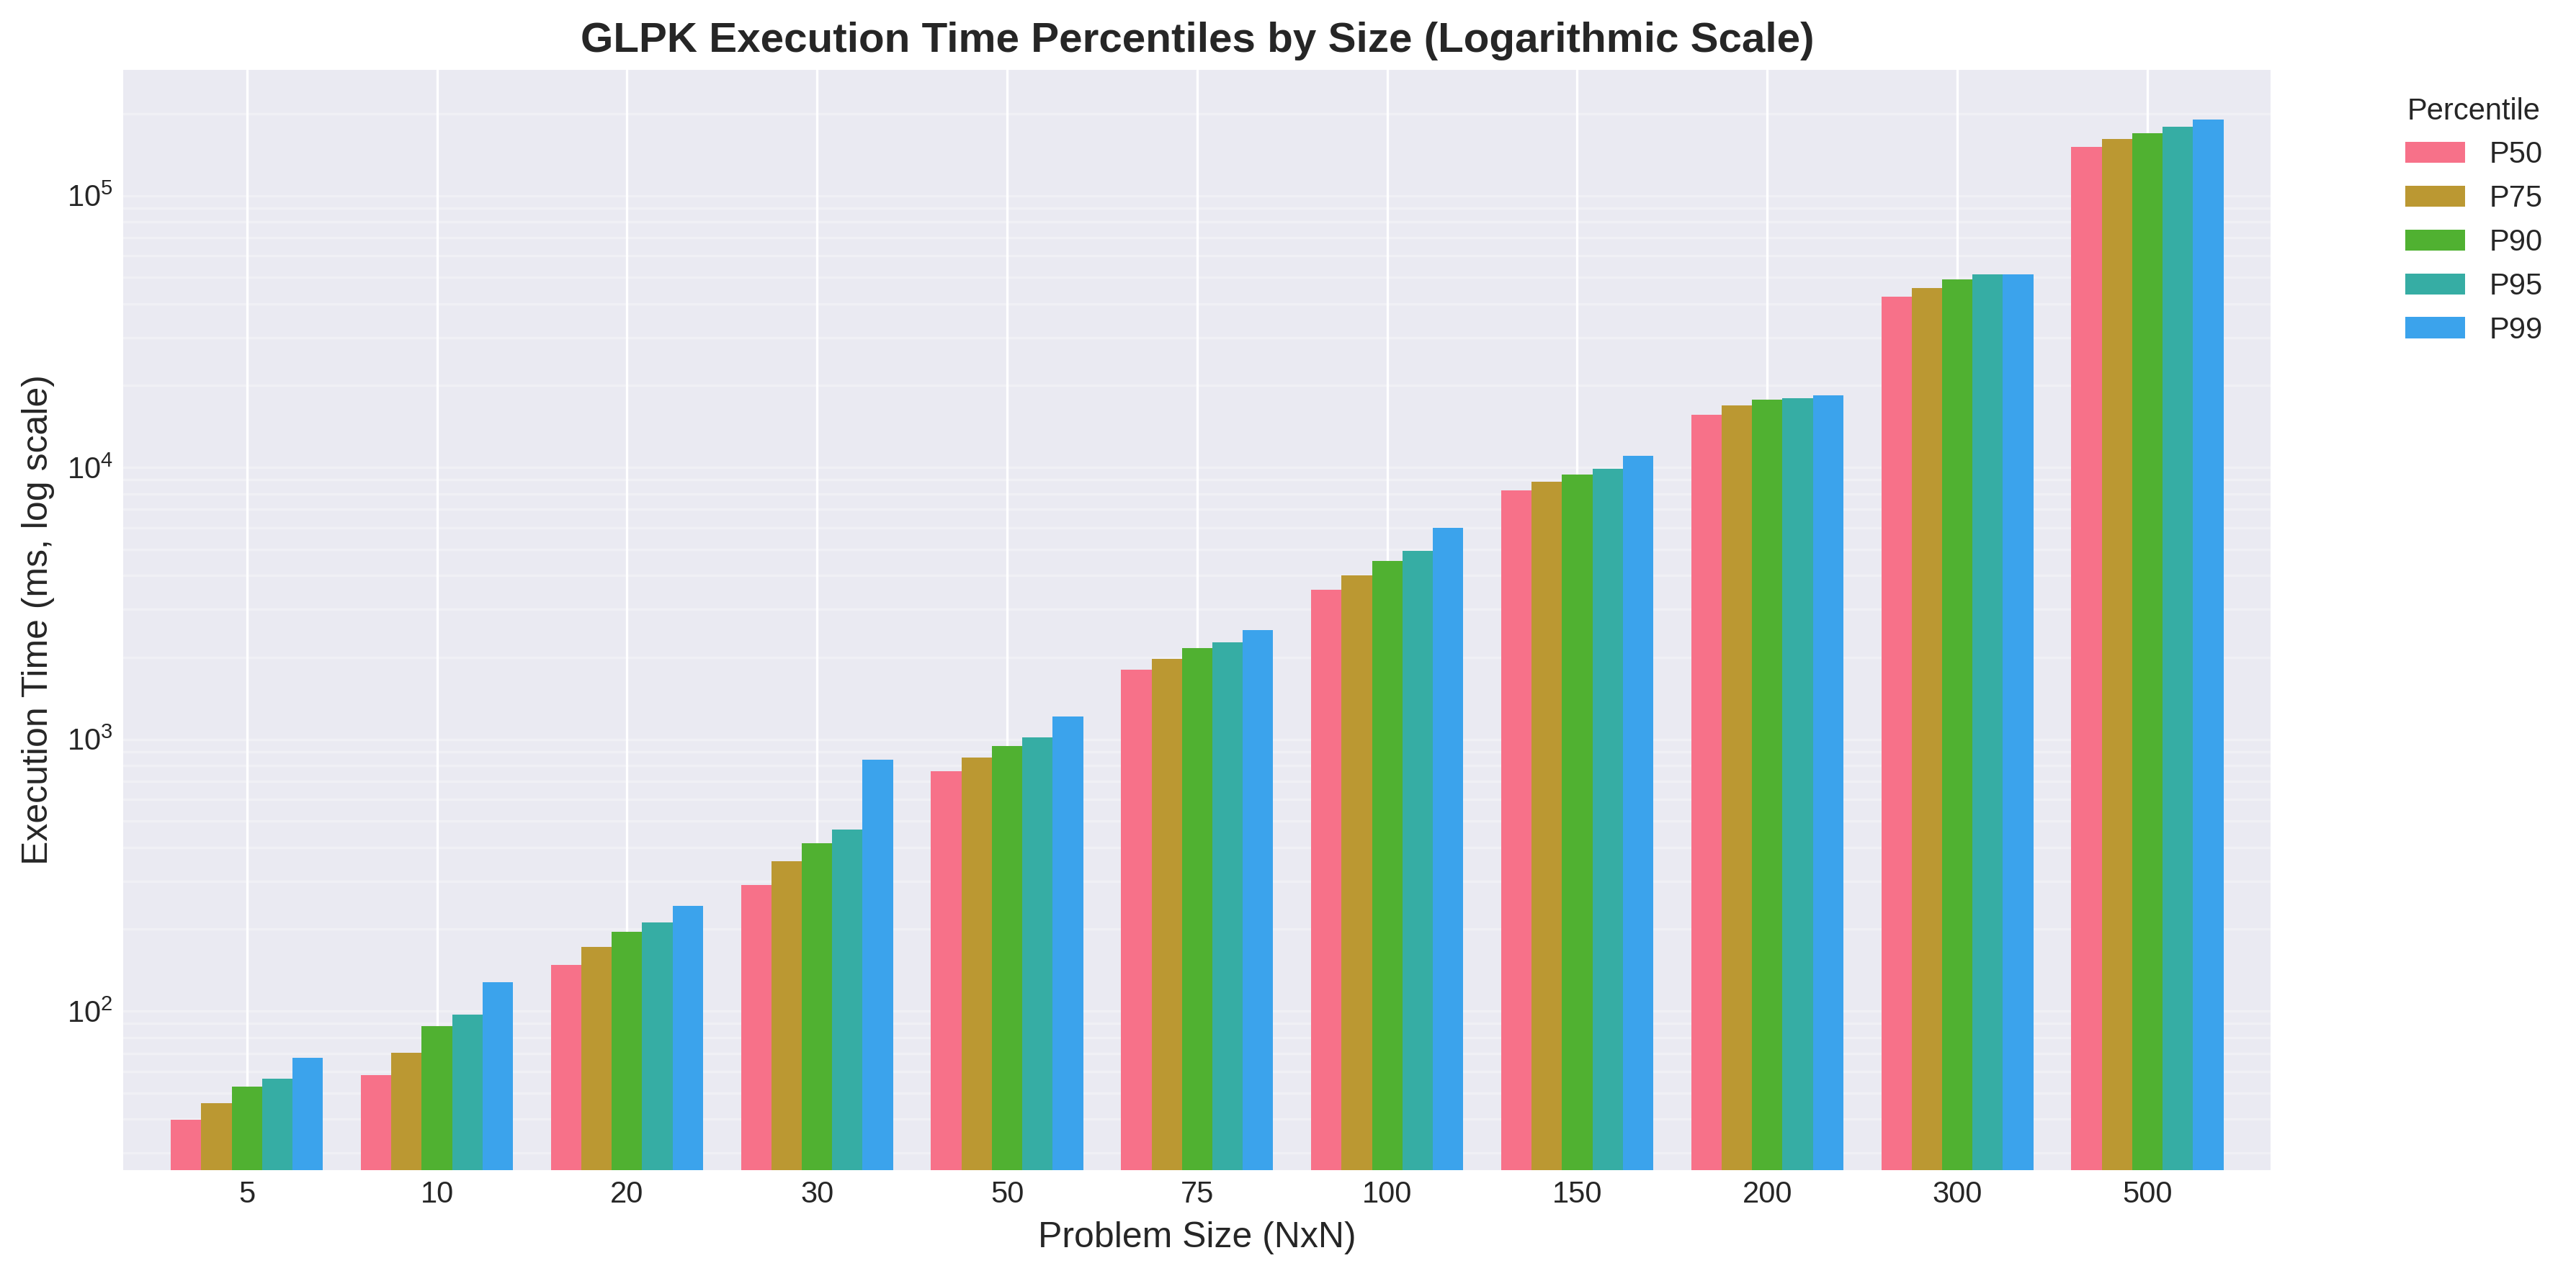 GLPK Execution Time Percentiles by Size (Logarithmic Scale)
Percentile
P50
P75
P90
P95
P99
Execution Time (ms, log scale)
10⁵
10⁴
10³
10²
5 10 20 30 50 75 100 150 200 300 500
Problem Size (NxN)